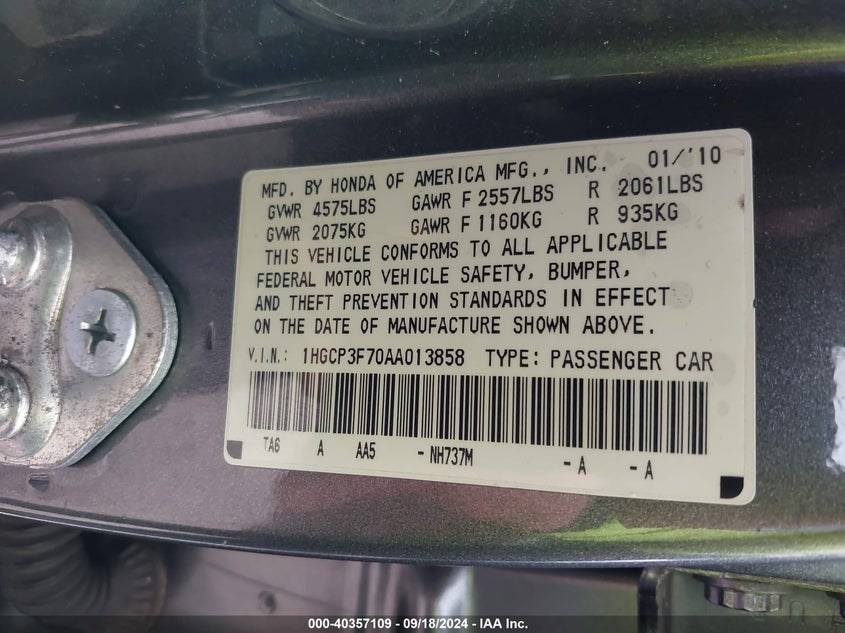 MFD. BY HONDA OF AMERICA MFG., INC. 01/'10
GVWR 4575LBS GAWR F 2557LBS R 2061LBS
GVWR 2075KG GAWR F 1160KG R 935KG
THIS VEHICLE CONFORMS TO ALL APPLICABLE
FEDERAL MOTOR VEHICLE SAFETY, BUMPER,
AND THEFT PREVENTION STANDARDS IN EFFECT
ON THE DATE OF MANUFACTURE SHOWN ABOVE.
V.I.N.: 1HGCP3F70AA013858 TYPE: PASSENGER CAR
TA6 A AA5 - NH737M - A - A
000-40357109 - 09/18/2024 - IAA Inc.